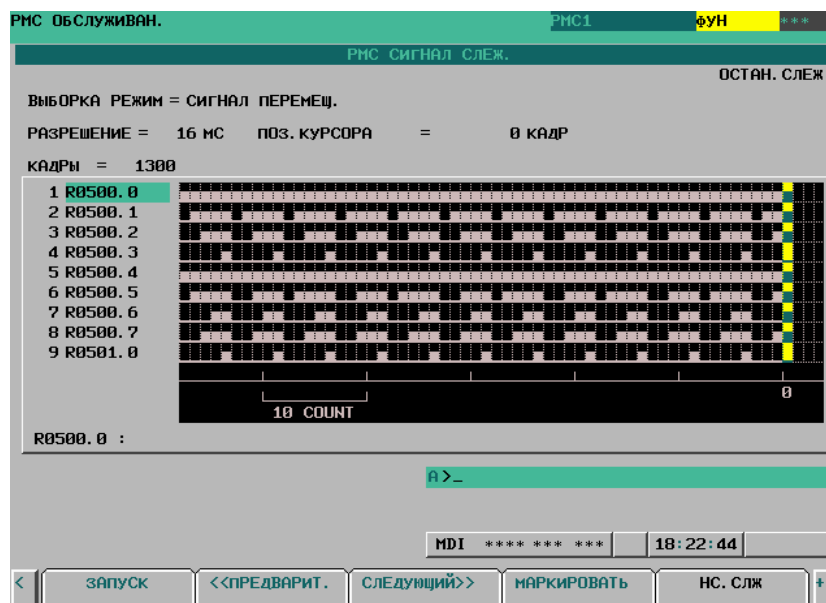 РМС ОБСЛУЖИВАН. РМС1 ФУН ***
РМС СИГНАЛ СЛЕЖ.
ОСТАН. СЛЕЖ
ВЫБОРКА РЕЖИМ = СИГНАЛ ПЕРЕМЕЩ.
РАЗРЕШЕНИЕ = 16 МС ПОЗ. КУРСОРА = 0 КАДР
КАДРЫ = 1300
1 R0500.0
2 R0500.1
3 R0500.2
4 R0500.3
5 R0500.4
6 R0500.5
7 R0500.6
8 R0500.7
9 R0501.0
0
10 COUNT
R0500.0 :
A>_
MDI **** *** *** 18:22:44
< ЗАПУСК <<ПРЕДВАРИТ. СЛЕДУЮЩИЙ>> МАРКИРОВАТЬ НС. СЛЖ +